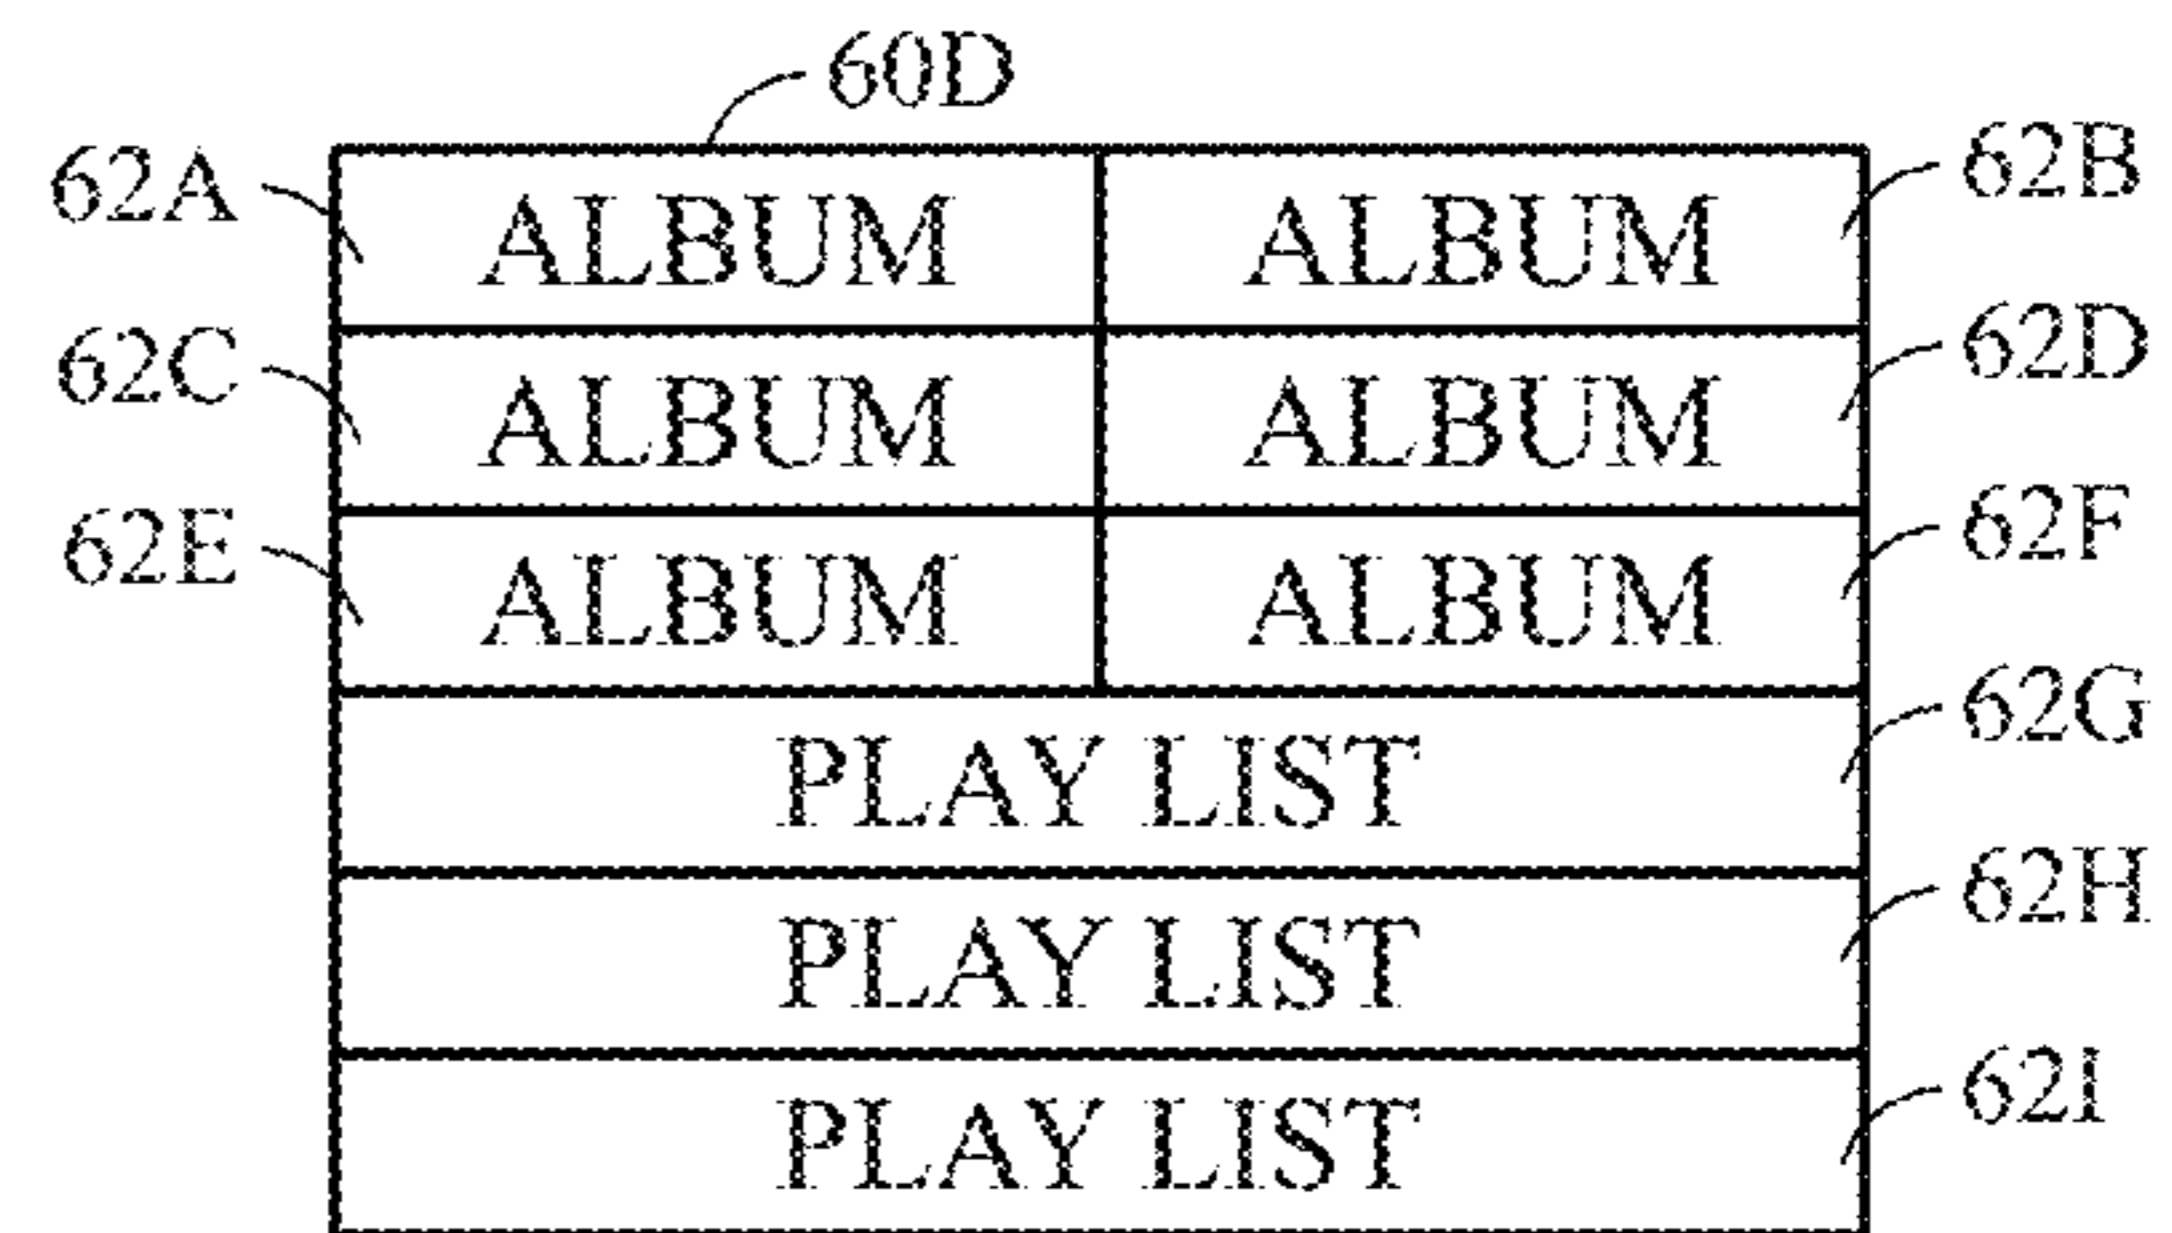 60D
62A ALBUM ALBUM 62B
62C ALBUM ALBUM 62D
62E ALBUM ALBUM 62F
PLAY LIST 62G
PLAY LIST 62H
PLAY LIST 62I